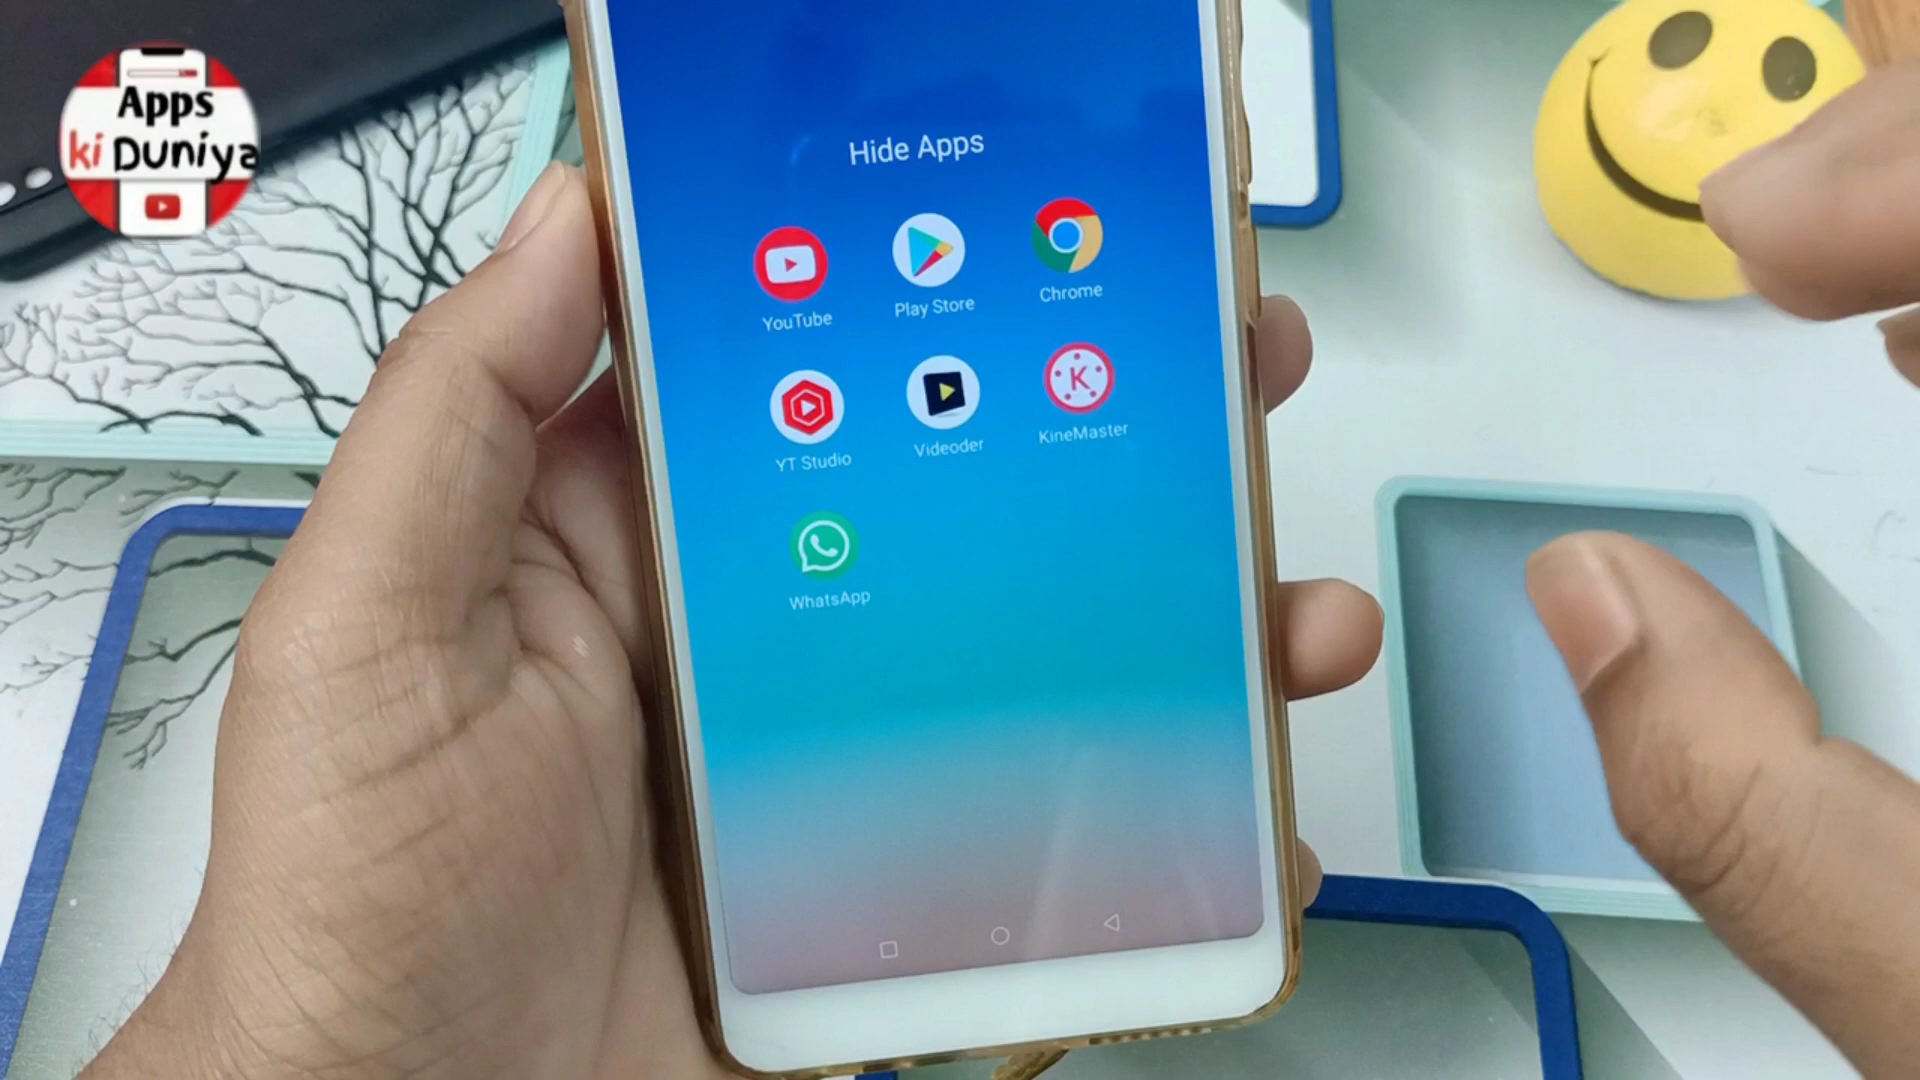 Apps
ki Duniya
Hide Apps
YouTube
Play Store
Chrome
YT Studio
Videoder
K
KineMaster
WhatsApp